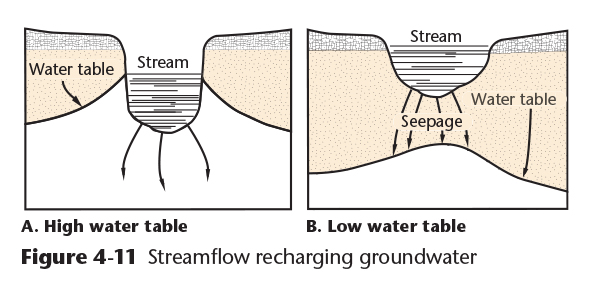 Stream
Water table
Stream
Water table
Seepage
A. High water table
B. Low water table
Figure 4-11 Streamflow recharging groundwater